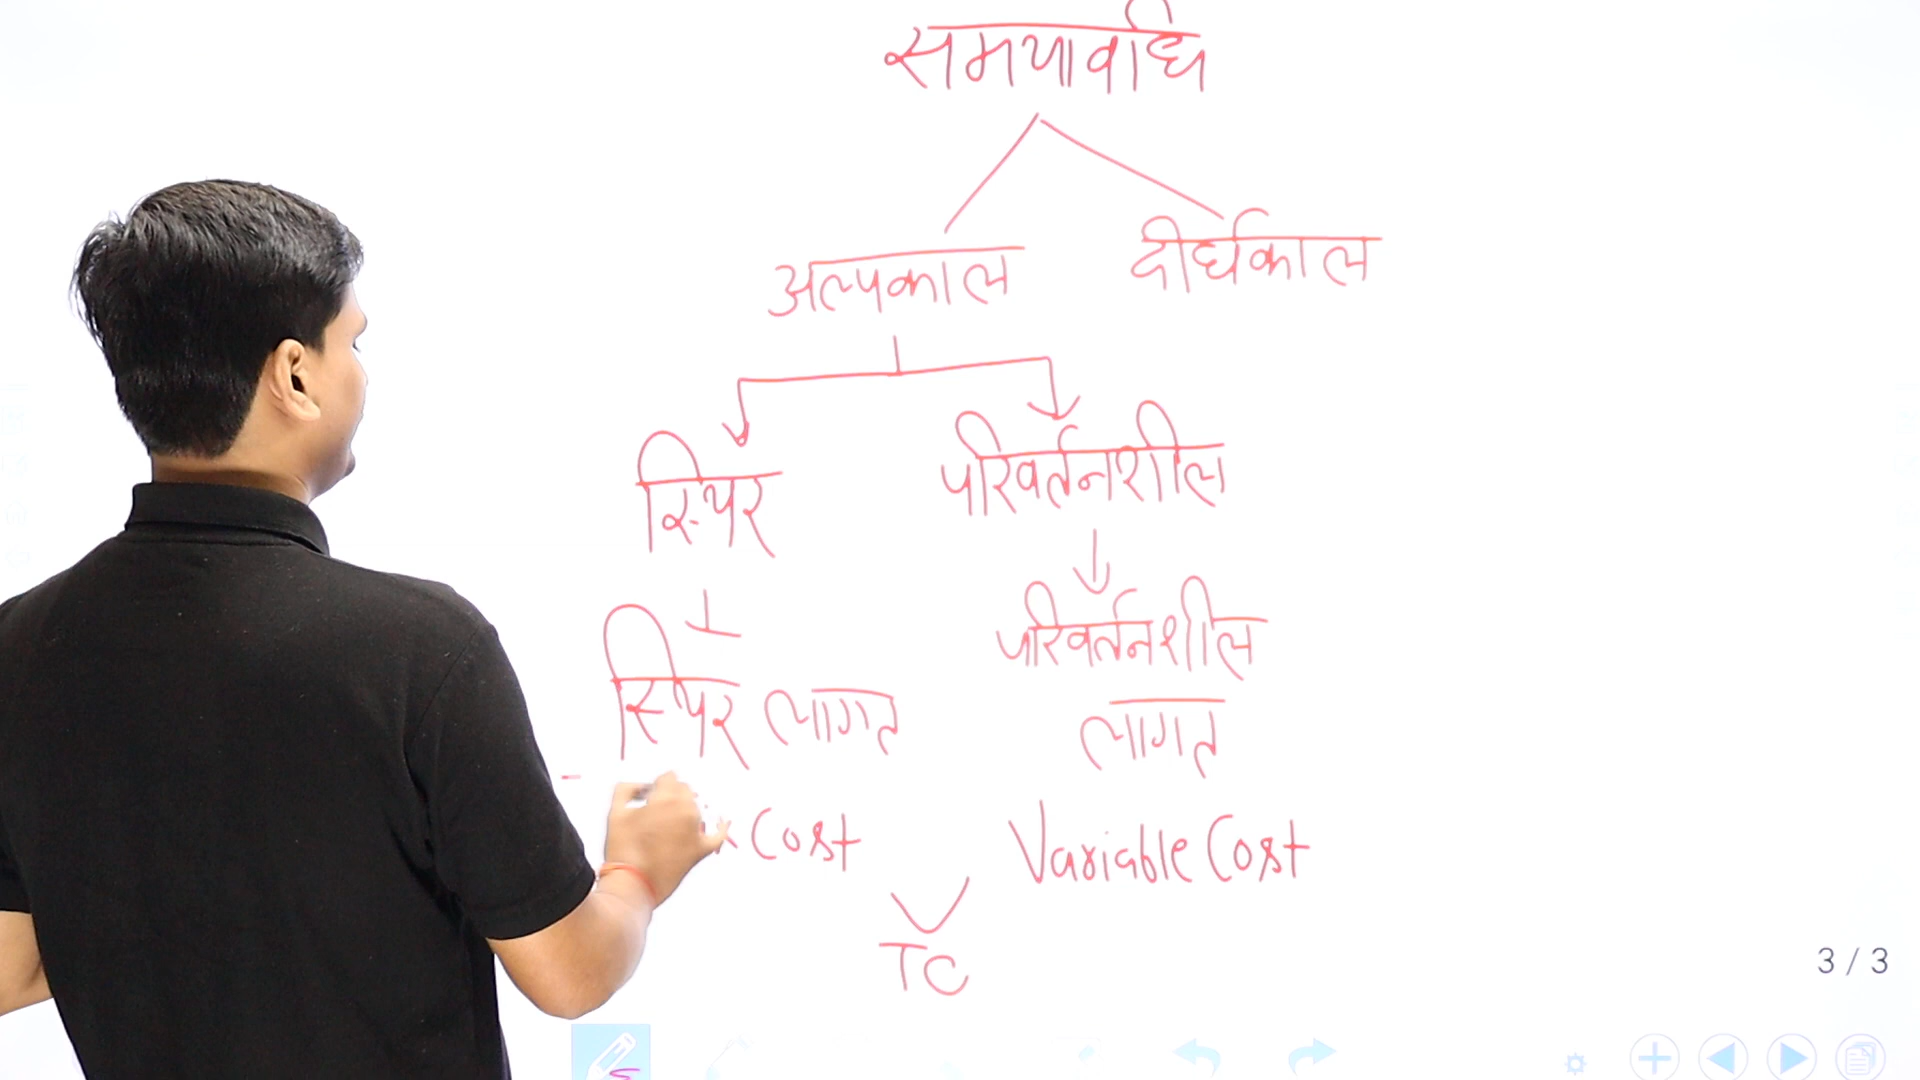 समयावधि
अल्पकाल दीर्घकाल
स्थिर परिवर्तनशील
स्थिर लागत परिवर्तनशील
लागत
Cost Variable Cost
TC
3 / 3